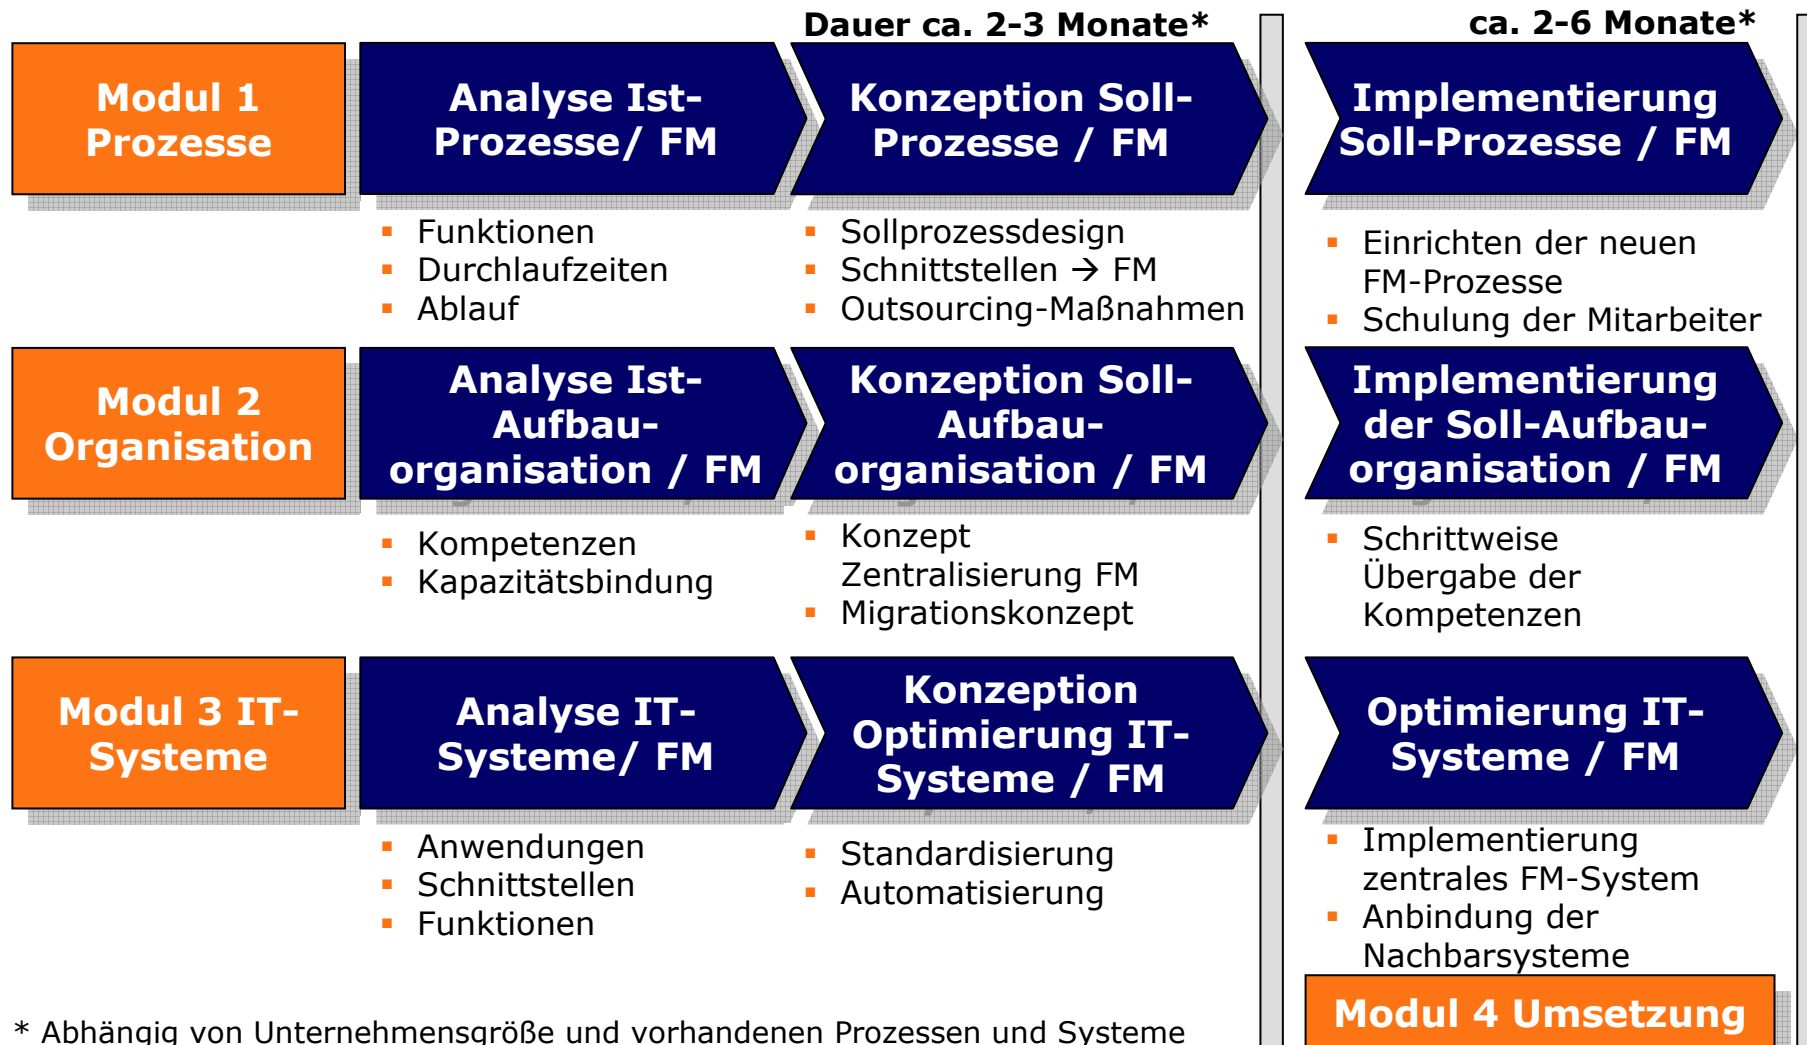 Dauer ca. 2-3 Monate*
ca. 2-6 Monate*
Modul 1
Prozesse
Analyse Ist-
Prozesse/ FM
Konzeption Soll-
Prozesse / FM
Implementierung
Soll-Prozesse / FM
▪ Funktionen
▪ Durchlaufzeiten
▪ Ablauf
▪ Sollprozessdesign
▪ Schnittstellen → FM
▪ Outsourcing-Maßnahmen
▪ Einrichten der neuen
FM-Prozesse
▪ Schulung der Mitarbeiter
Modul 2
Organisation
Analyse Ist-
Aufbau-
organisation / FM
Konzeption Soll-
Aufbau-
organisation / FM
Implementierung
der Soll-Aufbau-
organisation / FM
▪ Kompetenzen
▪ Kapazitätsbindung
▪ Konzept
Zentralisierung FM
▪ Migrationskonzept
▪ Schrittweise
Übergabe der
Kompetenzen
Modul 3 IT-
Systeme
Analyse IT-
Systeme/ FM
Konzeption
Optimierung IT-
Systeme / FM
Optimierung IT-
Systeme / FM
▪ Anwendungen
▪ Schnittstellen
▪ Funktionen
▪ Standardisierung
▪ Automatisierung
▪ Implementierung
zentrales FM-System
▪ Anbindung der
Nachbarsysteme
Modul 4 Umsetzung
* Abhängig von Unternehmensgröße und vorhandenen Prozessen und Systeme